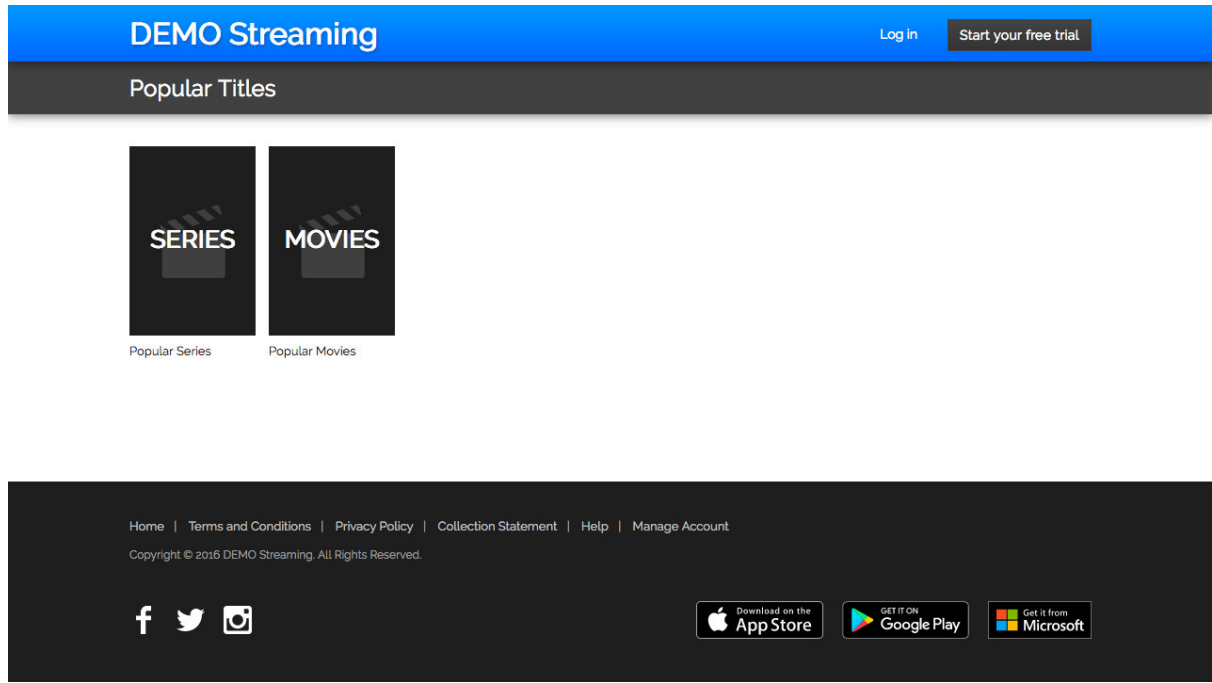 DEMO Streaming
Log in
Start your free trial
Popular Titles
SERIES
MOVIES
Popular Series
Popular Movies
Home | Terms and Conditions | Privacy Policy | Collection Statement | Help | Manage Account
Copyright © 2016 DEMO Streaming. All Rights Reserved.
Download on the
App Store
GET IT ON
Google Play
Get it from
Microsoft